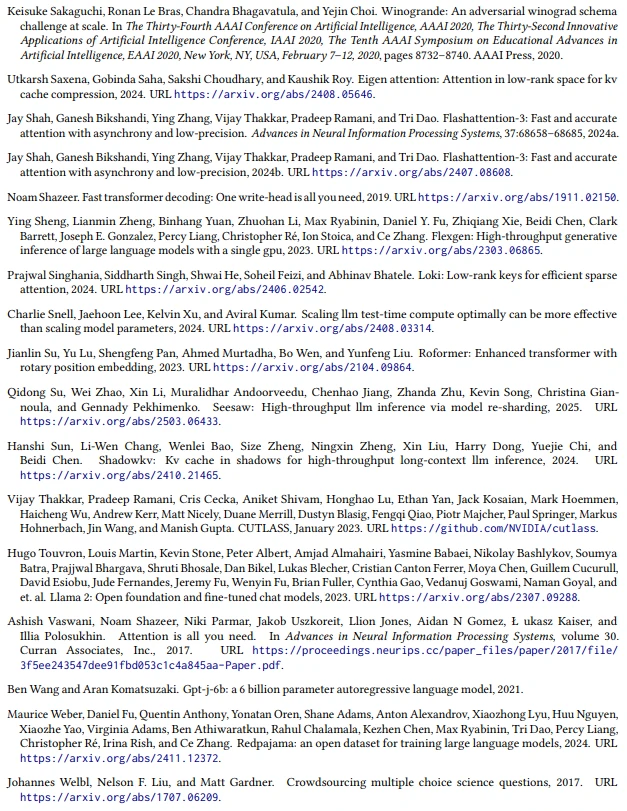 Keisuke Sakaguchi, Ronan Le Bras, Chandra Bhagavatula, and Yejin Choi. Winogrande: An adversarial winograd schema
challenge at scale. In The Thirty-Fourth AAAI Conference on Artificial Intelligence, AAAI 2020, The Thirty-Second Innovative
Applications of Artificial Intelligence Conference, IAAI 2020, The Tenth AAAI Symposium on Educational Advances in
Artificial Intelligence, EAAI 2020, New York, NY, USA, February 7–12, 2020, pages 8732–8740. AAAI Press, 2020.
Utkarsh Saxena, Gobinda Saha, Sakshi Choudhary, and Kaushik Roy. Eigen attention: Attention in low-rank space for kv
cache compression, 2024. URL https://arxiv.org/abs/2408.05646.
Jay Shah, Ganesh Bikshandi, Ying Zhang, Vijay Thakkar, Pradeep Ramani, and Tri Dao. Flashattention-3: Fast and accurate
attention with asynchrony and low-precision. Advances in Neural Information Processing Systems, 37:68658–68685, 2024a.
Jay Shah, Ganesh Bikshandi, Ying Zhang, Vijay Thakkar, Pradeep Ramani, and Tri Dao. Flashattention-3: Fast and accurate
attention with asynchrony and low-precision, 2024b. URL https://arxiv.org/abs/2407.08608.
Noam Shazeer. Fast transformer decoding: One write-head is all you need, 2019. URL https://arxiv.org/abs/1911.02150.
Ying Sheng, Lianmin Zheng, Binhang Yuan, Zhuohan Li, Max Ryabinin, Daniel Y. Fu, Zhiqiang Xie, Beidi Chen, Clark
Barrett, Joseph E. Gonzalez, Percy Liang, Christopher Ré, Ion Stoica, and Ce Zhang. Flexgen: High-throughput generative
inference of large language models with a single gpu, 2023. URL https://arxiv.org/abs/2303.06865.
Prajwal Singhania, Siddharth Singh, Shwai He, Soheil Feizi, and Abhinav Bhatele. Loki: Low-rank keys for efficient sparse
attention, 2024. URL https://arxiv.org/abs/2406.02542.
Charlie Snell, Jaehoon Lee, Kelvin Xu, and Aviral Kumar. Scaling llm test-time compute optimally can be more effective
than scaling model parameters, 2024. URL https://arxiv.org/abs/2408.03314.
Jianlin Su, Yu Lu, Shengfeng Pan, Ahmed Murtadha, Bo Wen, and Yunfeng Liu. Roformer: Enhanced transformer with
rotary position embedding, 2023. URL https://arxiv.org/abs/2104.09864.
Qidong Su, Wei Zhao, Xin Li, Muralidhar Andoorveedu, Chenhao Jiang, Zhanda Zhu, Kevin Song, Christina Gian-
noula, and Gennady Pekhimenko. Seesaw: High-throughput llm inference via model re-sharding, 2025. URL
https://arxiv.org/abs/2503.06433.
Hanshi Sun, Li-Wen Chang, Wenlei Bao, Size Zheng, Ningxin Zheng, Xin Liu, Harry Dong, Yuejie Chi, and
Beidi Chen. Shadowkv: Kv cache in shadows for high-throughput long-context llm inference, 2024. URL
https://arxiv.org/abs/2410.21465.
Vijay Thakkar, Pradeep Ramani, Cris Cecka, Aniket Shivam, Honghao Lu, Ethan Yan, Jack Kosaian, Mark Hoemmen,
Haicheng Wu, Andrew Kerr, Matt Nicely, Duane Merrill, Dustyn Blasig, Fengqi Qiao, Piotr Majcher, Paul Springer, Markus
Hohnerbach, Jin Wang, and Manish Gupta. CUTLASS, January 2023. URL https://github.com/NVIDIA/cutlass.
Hugo Touvron, Louis Martin, Kevin Stone, Peter Albert, Amjad Almahairi, Yasmine Babaei, Nikolay Bashlykov, Soumya
Batra, Prajjwal Bhargava, Shruti Bhosale, Dan Bikel, Lukas Blecher, Cristian Canton Ferrer, Moya Chen, Guillem Cucurull,
David Esiobu, Jude Fernandes, Jeremy Fu, Wenyin Fu, Brian Fuller, Cynthia Gao, Vedanuj Goswami, Naman Goyal, and
et. al. Llama 2: Open foundation and fine-tuned chat models, 2023. URL https://arxiv.org/abs/2307.09288.
Ashish Vaswani, Noam Shazeer, Niki Parmar, Jakob Uszkoreit, Llion Jones, Aidan N Gomez, Ł ukasz Kaiser, and
Illia Polosukhin. Attention is all you need. In Advances in Neural Information Processing Systems, volume 30.
Curran Associates, Inc., 2017. URL https://proceedings.neurips.cc/paper_files/paper/2017/file/
3f5ee243547dee91fbd053c1c4a845aa-Paper.pdf.
Ben Wang and Aran Komatsuzaki. Gpt-j-6b: a 6 billion parameter autoregressive language model, 2021.
Maurice Weber, Daniel Fu, Quentin Anthony, Yonatan Oren, Shane Adams, Anton Alexandrov, Xiaozhong Lyu, Huu Nguyen,
Xiaozhe Yao, Virginia Adams, Ben Athiwaratkun, Rahul Chalamala, Kezhen Chen, Max Ryabinin, Tri Dao, Percy Liang,
Christopher Ré, Irina Rish, and Ce Zhang. Redpajama: an open dataset for training large language models, 2024. URL
https://arxiv.org/abs/2411.12372.
Johannes Welbl, Nelson F. Liu, and Matt Gardner. Crowdsourcing multiple choice science questions, 2017. URL
https://arxiv.org/abs/1707.06209.